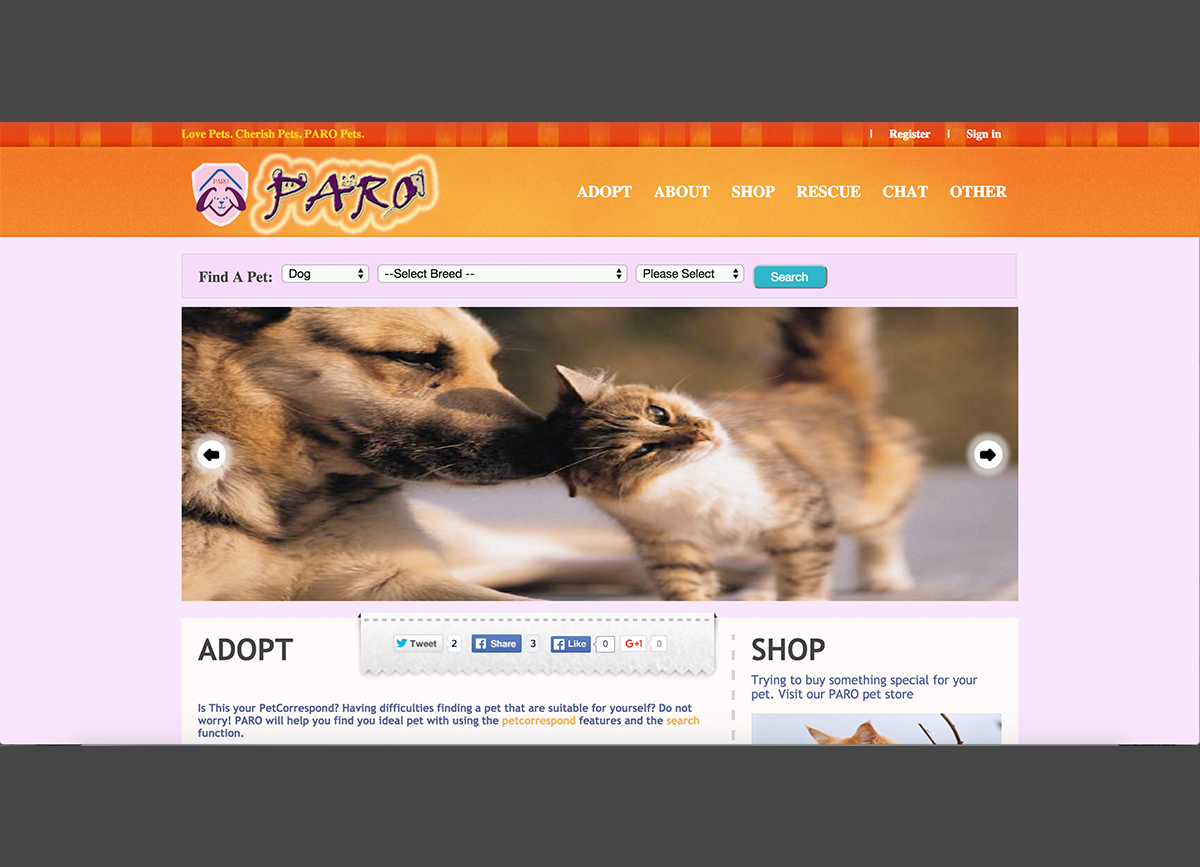 Love Pets. Cherish Pets. PARO Pets.
| Register | Sign in
PARO
PARO
ADOPT ABOUT SHOP RESCUE CHAT OTHER
Find A Pet: Dog --Select Breed -- Please Select Search
ADOPT
Tweet 2 Share 3 Like 0 G+1 0
Is This your PetCorrespond? Having difficulties finding a pet that are suitable for yourself? Do not
worry! PARO will help you find you ideal pet with using the petcorrespond features and the search
function.
SHOP
Trying to buy something special for your
pet. Visit our PARO pet store